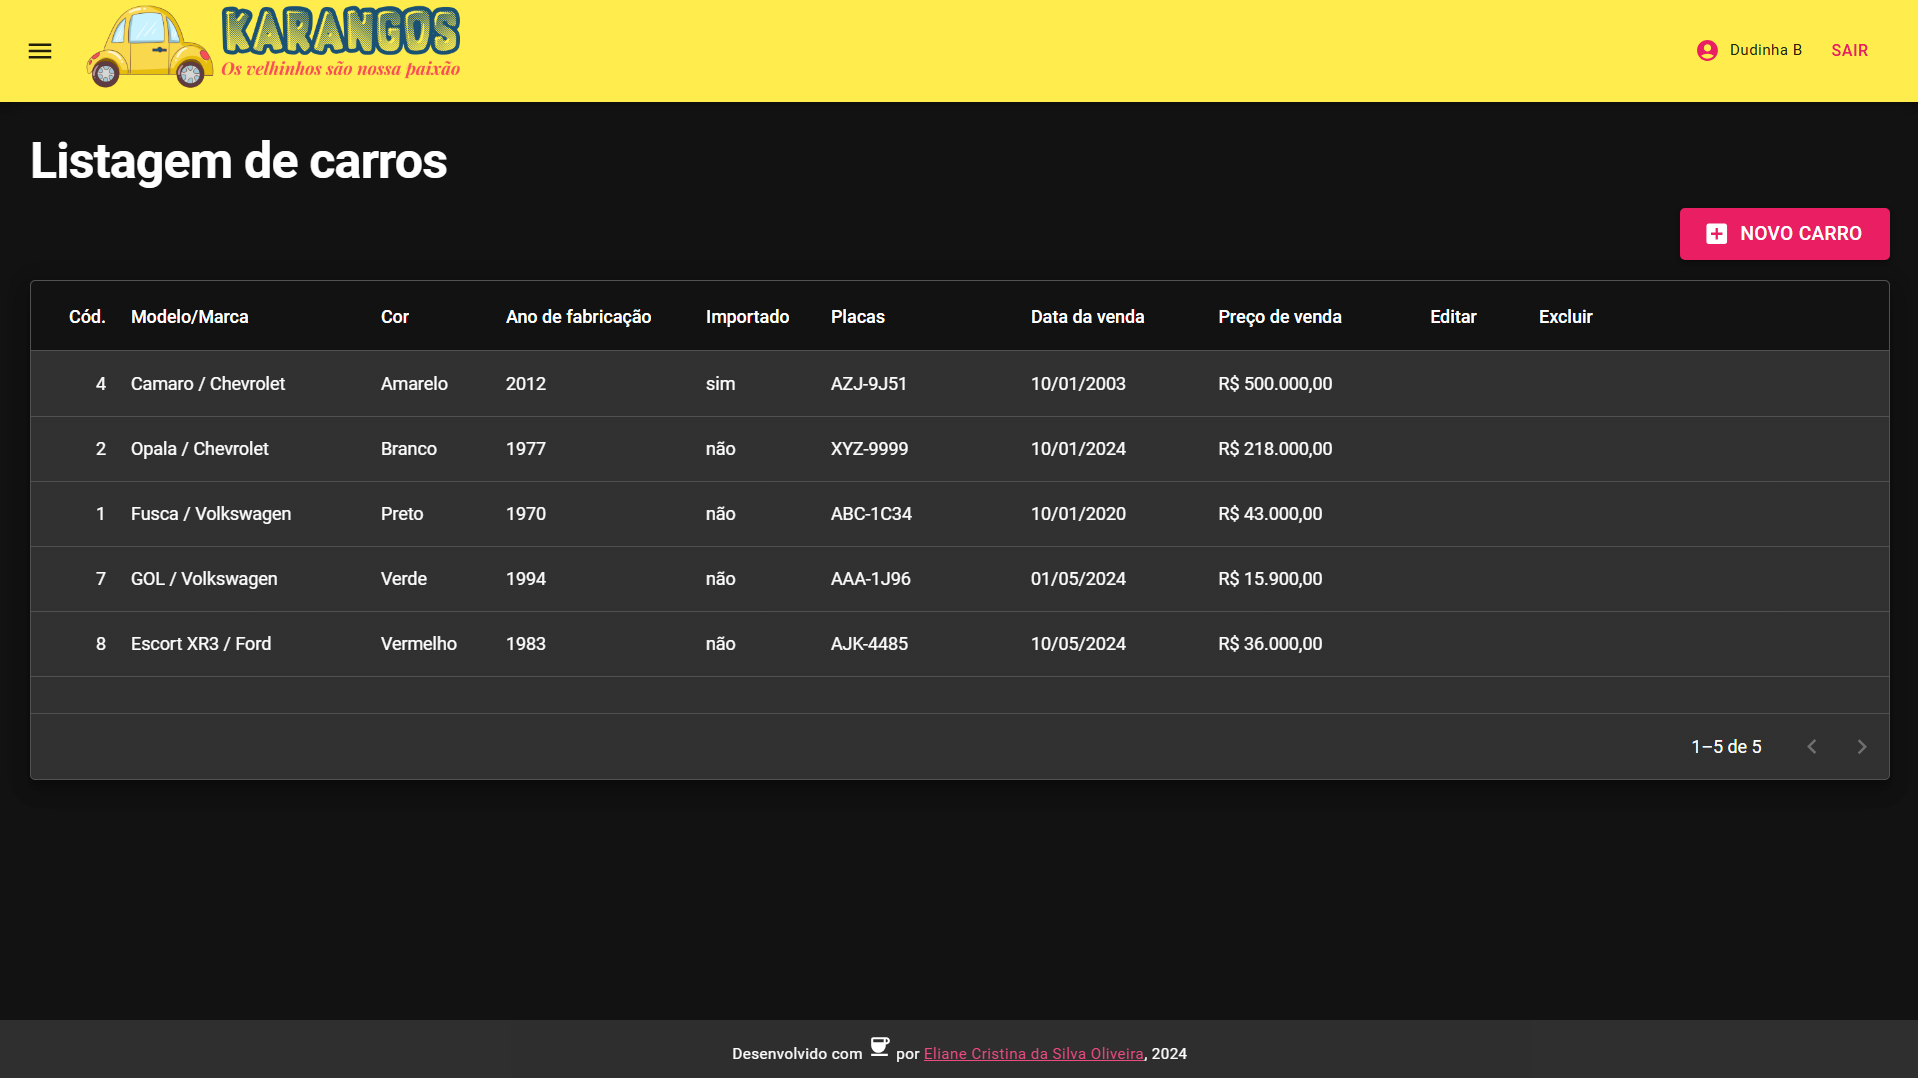 KARANGOS
Os velhinhos são nossa paixão
Dudinha B SAIR
Listagem de carros
NOVO CARRO
Cód. Modelo/Marca Cor Ano de fabricação Importado Placas Data da venda Preço de venda Editar Excluir
4 Camaro / Chevrolet Amarelo 2012 sim AZJ-9J51 10/01/2003 R$ 500.000,00
2 Opala / Chevrolet Branco 1977 não XYZ-9999 10/01/2024 R$ 218.000,00
1 Fusca / Volkswagen Preto 1970 não ABC-1C34 10/01/2020 R$ 43.000,00
7 GOL / Volkswagen Verde 1994 não AAA-1J96 01/05/2024 R$ 15.900,00
8 Escort XR3 / Ford Vermelho 1983 não AJK-4485 10/05/2024 R$ 36.000,00
1–5 de 5
Desenvolvido com por Eliane Cristina da Silva Oliveira, 2024